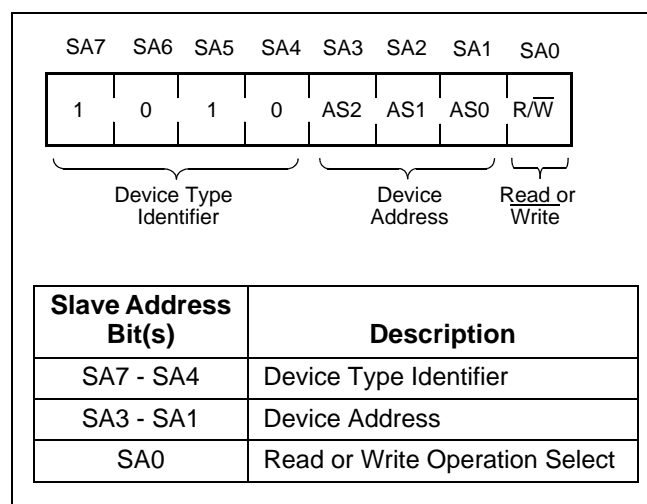 SA7 SA6 SA5 SA4 SA3 SA2 SA1 SA0
1 0 1 0 AS2 AS1 AS0 R/W̅
Device Type Device Read or
Identifier Address W̅r̅i̅t̅e̅
Slave Address
Bit(s) Description
SA7 - SA4 Device Type Identifier
SA3 - SA1 Device Address
SA0 Read or Write Operation Select